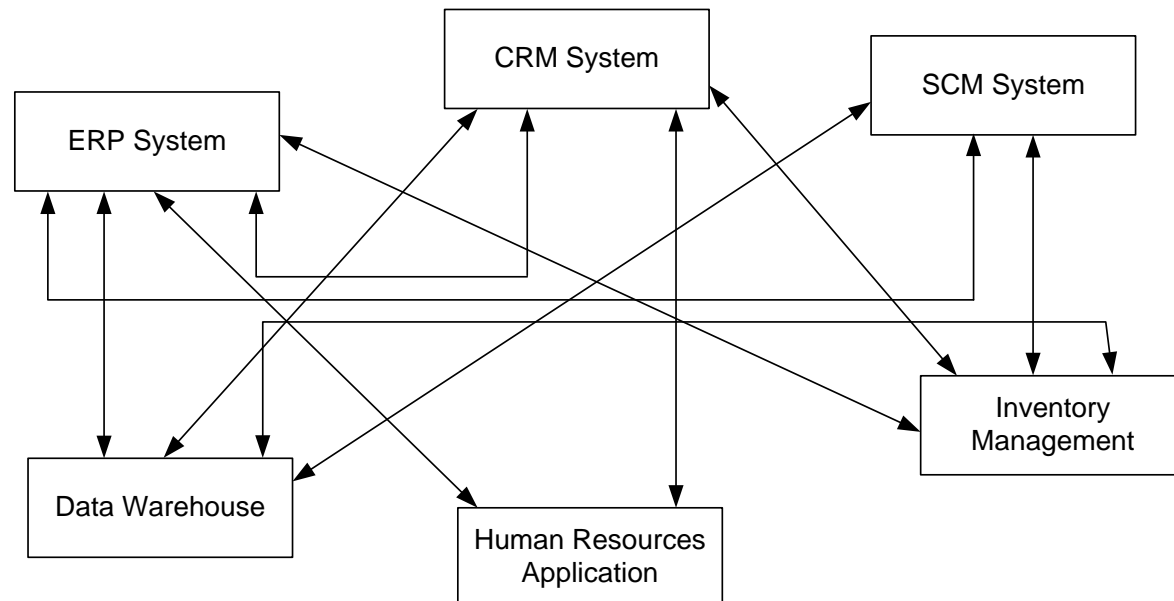 CRM System
SCM System
ERP System
Inventory
Management
Data Warehouse
Human Resources
Application